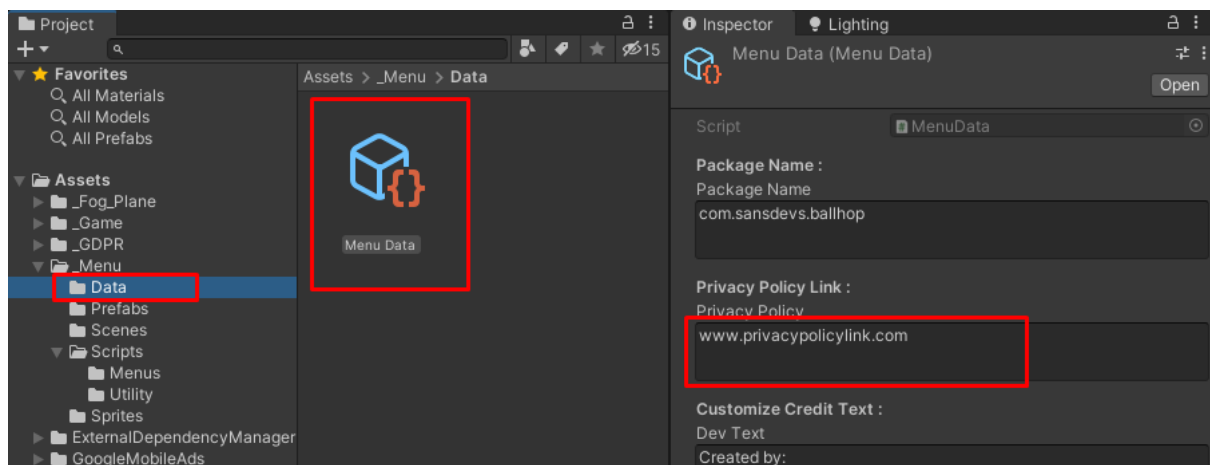 Project
15
Favorites
All Materials
All Models
All Prefabs
Assets
_Fog_Plane
_Game
_GDPR
_Menu
Data
Prefabs
Scenes
Scripts
Menus
Utility
Sprites
ExternalDependencyManager
GoogleMobileAds
Assets > _Menu > Data
Menu Data
Inspector
Lighting
Menu Data (Menu Data)
Open
Script MenuData
Package Name :
Package Name
com.sansdevs.ballhop
Privacy Policy Link :
Privacy Policy
www.privacypolicylink.com
Customize Credit Text :
Dev Text
Created by: